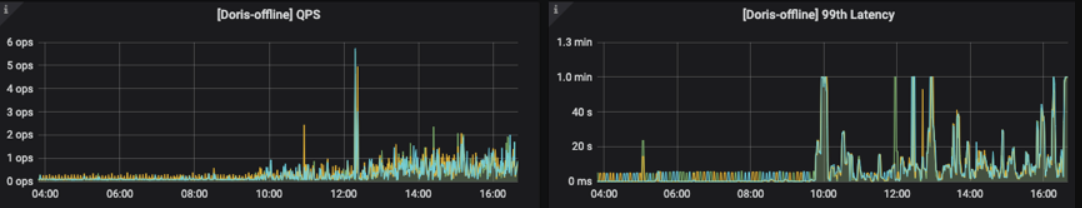 i
[Doris-offline] QPS
6 ops
5 ops
4 ops
3 ops
2 ops
1 ops
0 ops
04:00 06:00 08:00 10:00 12:00 14:00 16:00
i
[Doris-offline] 99th Latency
1.3 min
1.0 min
40 s
20 s
0 ms
04:00 06:00 08:00 10:00 12:00 14:00 16:00